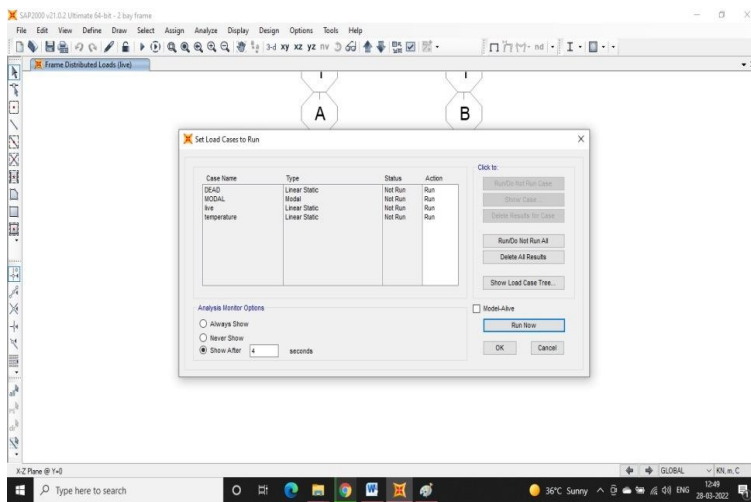 SAP2000 v21.0.2 Ultimate 64-bit - 2 bay frame
File Edit View Define Draw Select Assign Analyze Display Design Options Tools Help
3-d xy xz yz nv
nd
Frame Distributed Loads (live)
A B
Set Load Cases to Run
Click to:
Case Name Type Status Action
DEAD Linear Static Not Run Run
MODAL Modal Not Run Run
live Linear Static Not Run Run
temperature Linear Static Not Run Run
Run/Do Not Run Case
Show Case...
Delete Results for Case
Run/Do Not Run All
Delete All Results
Show Load Case Tree...
Analysis Monitor Options
Always Show
Never Show
Show After 4 seconds
Model-Alive
Run Now
OK Cancel
X-Z Plane @ Y=0 GLOBAL KN, m, C
Type here to search
36°C Sunny ENG 12:49
28-03-2022